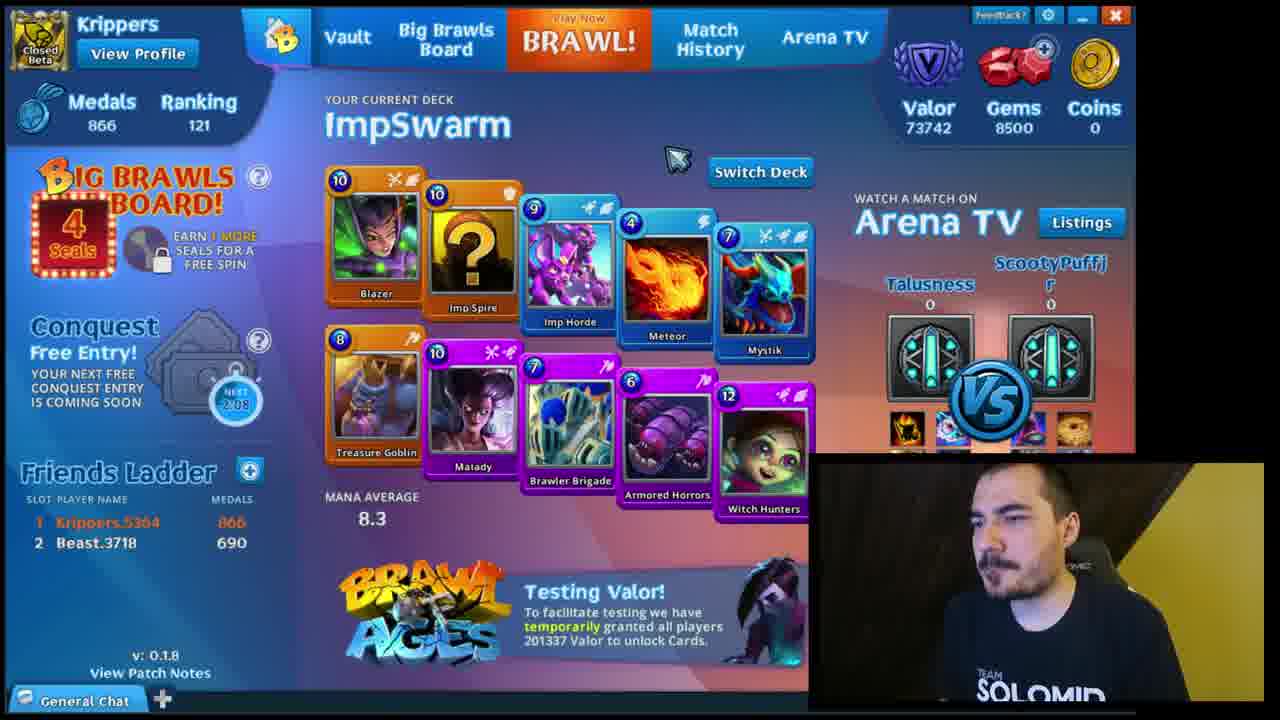 Closed
Beta
Krippers
View Profile
Medals
866
Ranking
121
B
Vault
Big Brawls
Board
Play Now
BRAWL!
Match
History
Arena TV
Feedback?
Valor
73742
Gems
8500
Coins
0
YOUR CURRENT DECK
ImpSwarm
Switch Deck
BIG BRAWLS
BOARD!
4
Seals
EARN 1 MORE
SEALS FOR A
FREE SPIN
?
Conquest
Free Entry!
YOUR NEXT FREE
CONQUEST ENTRY
IS COMING SOON
?
NEXT
2:08
Friends Ladder
SLOT PLAYER NAME MEDALS
1 Krippers.5364 866
2 Beast.3718 690
v: 0.1.8
View Patch Notes
General Chat
10
Blazer
10
?
Imp Spire
9
Imp Horde
4
Meteor
7
Mystik
8
Treasure Goblin
10
Malady
7
Brawler Brigade
6
Armored Horrors
12
Witch Hunters
MANA AVERAGE
8.3
BRAWL
OF
AGES
Testing Valor!
To facilitate testing we have
temporarily granted all players
201337 Valor to unlock Cards.
WATCH A MATCH ON
Arena TV
Listings
Talusness
0
ScootyPuffJ
r
0
VS
TEAM
SOLOMID